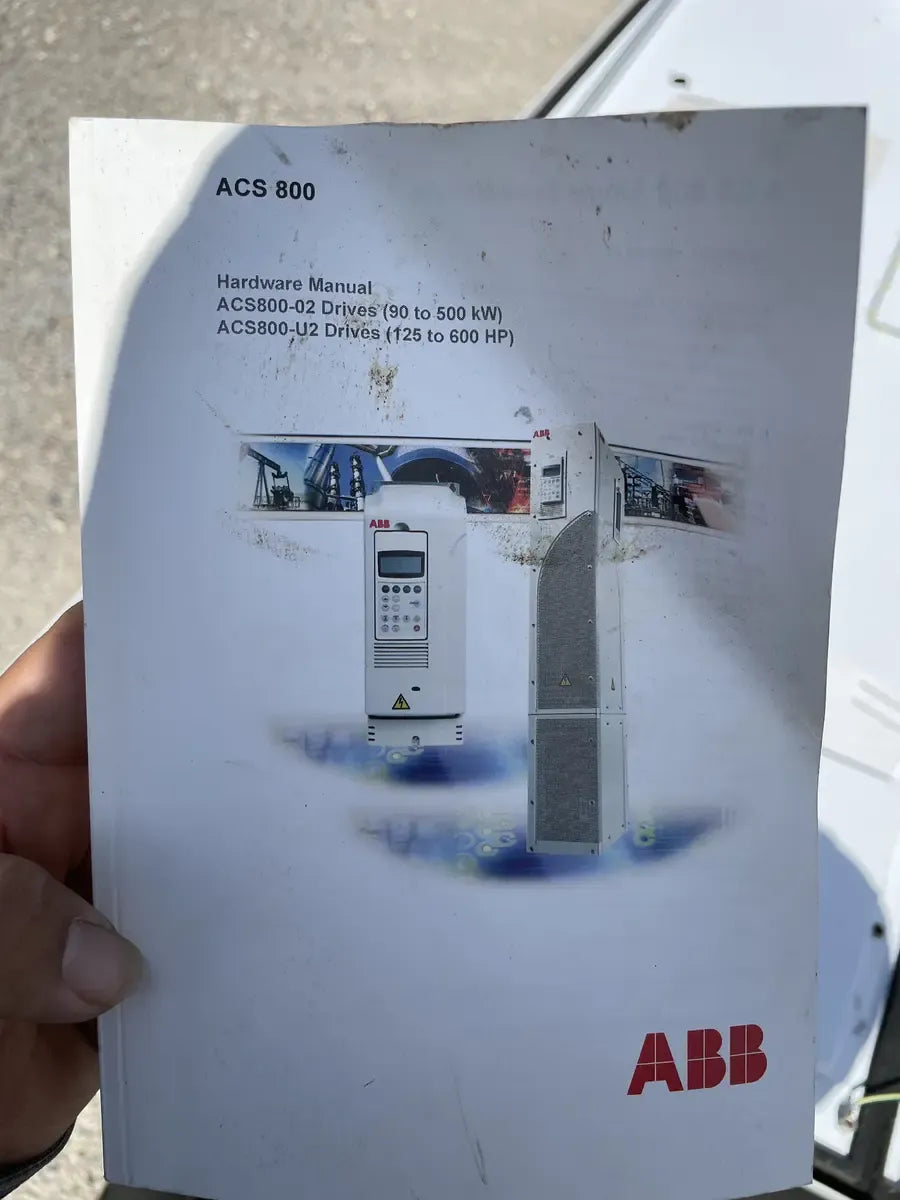 ACS 800
Hardware Manual
ACS800-02 Drives (90 to 500 kW)
ACS800-U2 Drives (125 to 600 HP)
ABB
ABB
ABB